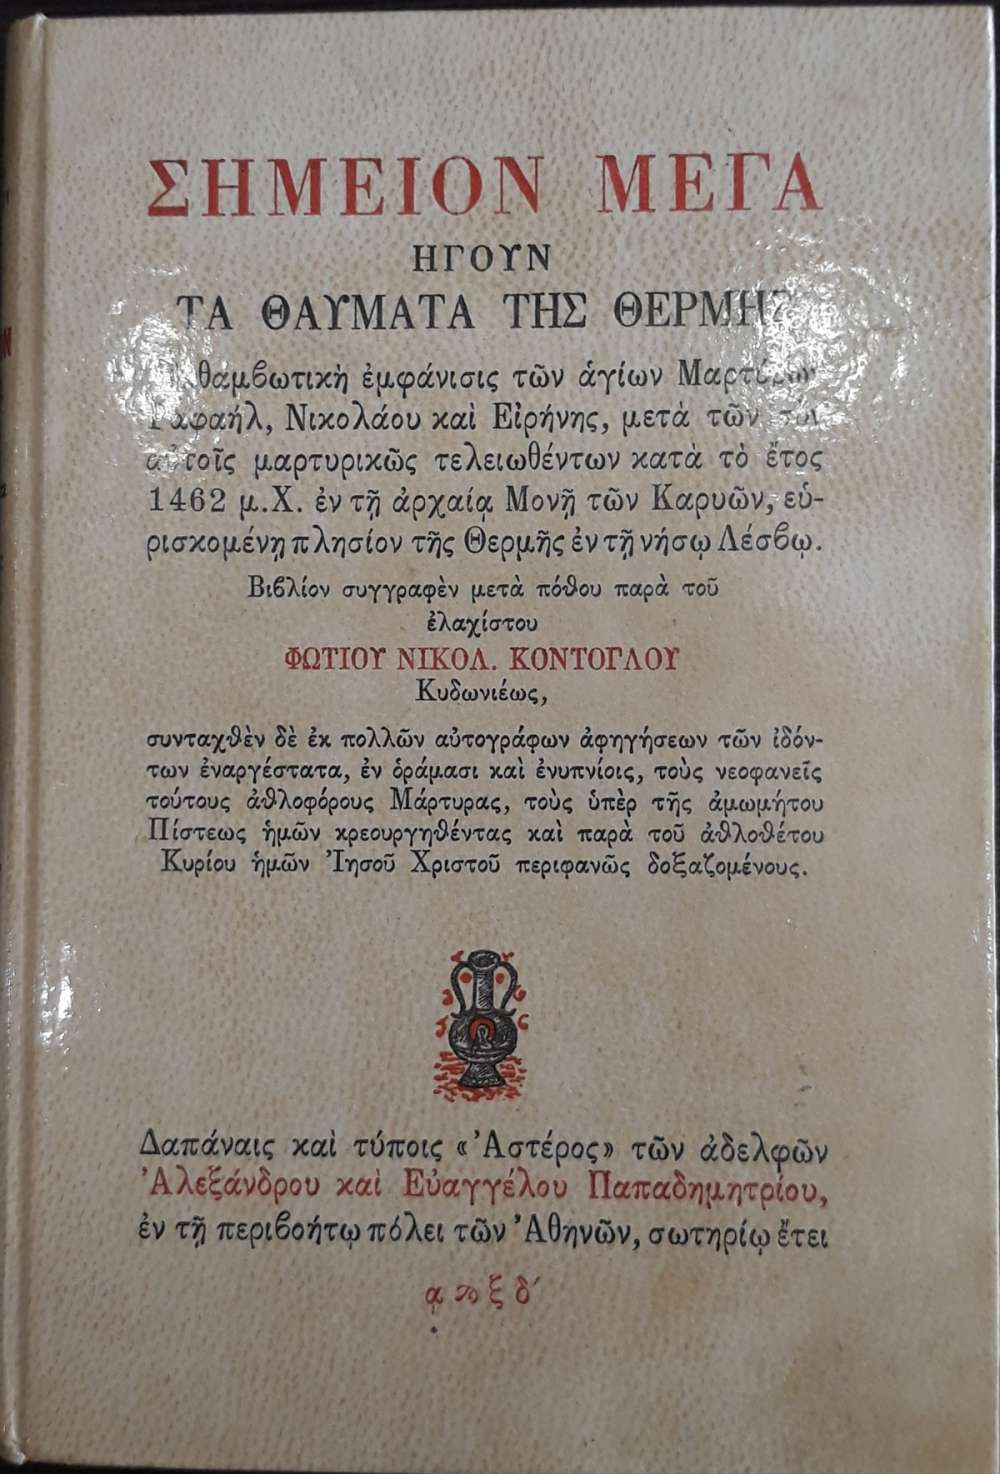 ΣΗΜΕΙΟΝ ΜΕΓΑ
ΗΓΟΥΝ
ΤΑ ΘΑΥΜΑΤΑ ΤΗΣ ΘΕΡΜΗΣ
ἐμφάνισις τῶν ἁγίων
Ραφαήλ, Νικολάου καὶ Εἰρήνης, μετὰ τῶν
αὐτοῖς μαρτυρικῶς τελειωθέντων κατὰ τὸ ἔτος
1462 μ.Χ. ἐν τῇ ἀρχαίᾳ Μονῇ τῶν Καρυῶν, εὑ-
ρισκομένῃ πλησίον τῆς Θερμῆς ἐν τῇ νήσῳ Λέσϐῳ.
Βιϐλίον συγγραφὲν μετὰ πόθου παρὰ τοῦ
ἐλαχίστου
ΦΩΤΙΟΥ ΝΙΚΟΛ. ΚΟΝΤΟΓΛΟΥ
Κυδωνιέως,
συνταχθὲν δὲ ἐκ πολλῶν αὐτογράφων ἀφηγήσεων τῶν ἰδόν-
των ἐναργέστατα, ἐν ὁράμασι καὶ ἐνυπνίοις, τοὺς νεοφανεῖς
τούτους ἀθλοφόρους Μάρτυρας, τοὺς ὑπὲρ τῆς ἀμωμήτου
Πίστεως ἡμῶν κρεουργηθέντας καὶ παρὰ τοῦ ἀθλοθέτου
Κυρίου ἡμῶν Ἰησοῦ Χριστοῦ περιφανῶς δοξαζομένους.
Δαπάναις καὶ τύποις «Ἀστέρος» τῶν ἀδελφῶν
Ἀλεξάνδρου καὶ Εὐαγγέλου Παπαδημητρίου,
ἐν τῇ περιϐοήτῳ πόλει τῶν Ἀθηνῶν, σωτηρίῳ ἔτει
͵αϡξδʹ